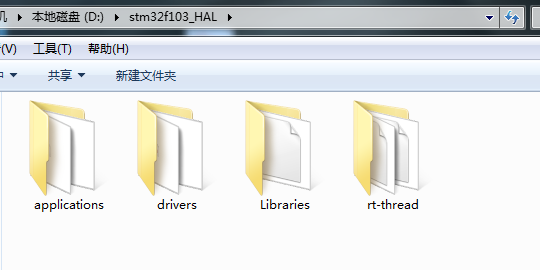 机 ▸ 本地磁盘 (D:) ▸ stm32f103_HAL ▸
(V) 工具(T) 帮助(H)
中 ▼ 共享 ▼ 新建文件夹
applications drivers Libraries rt-thread